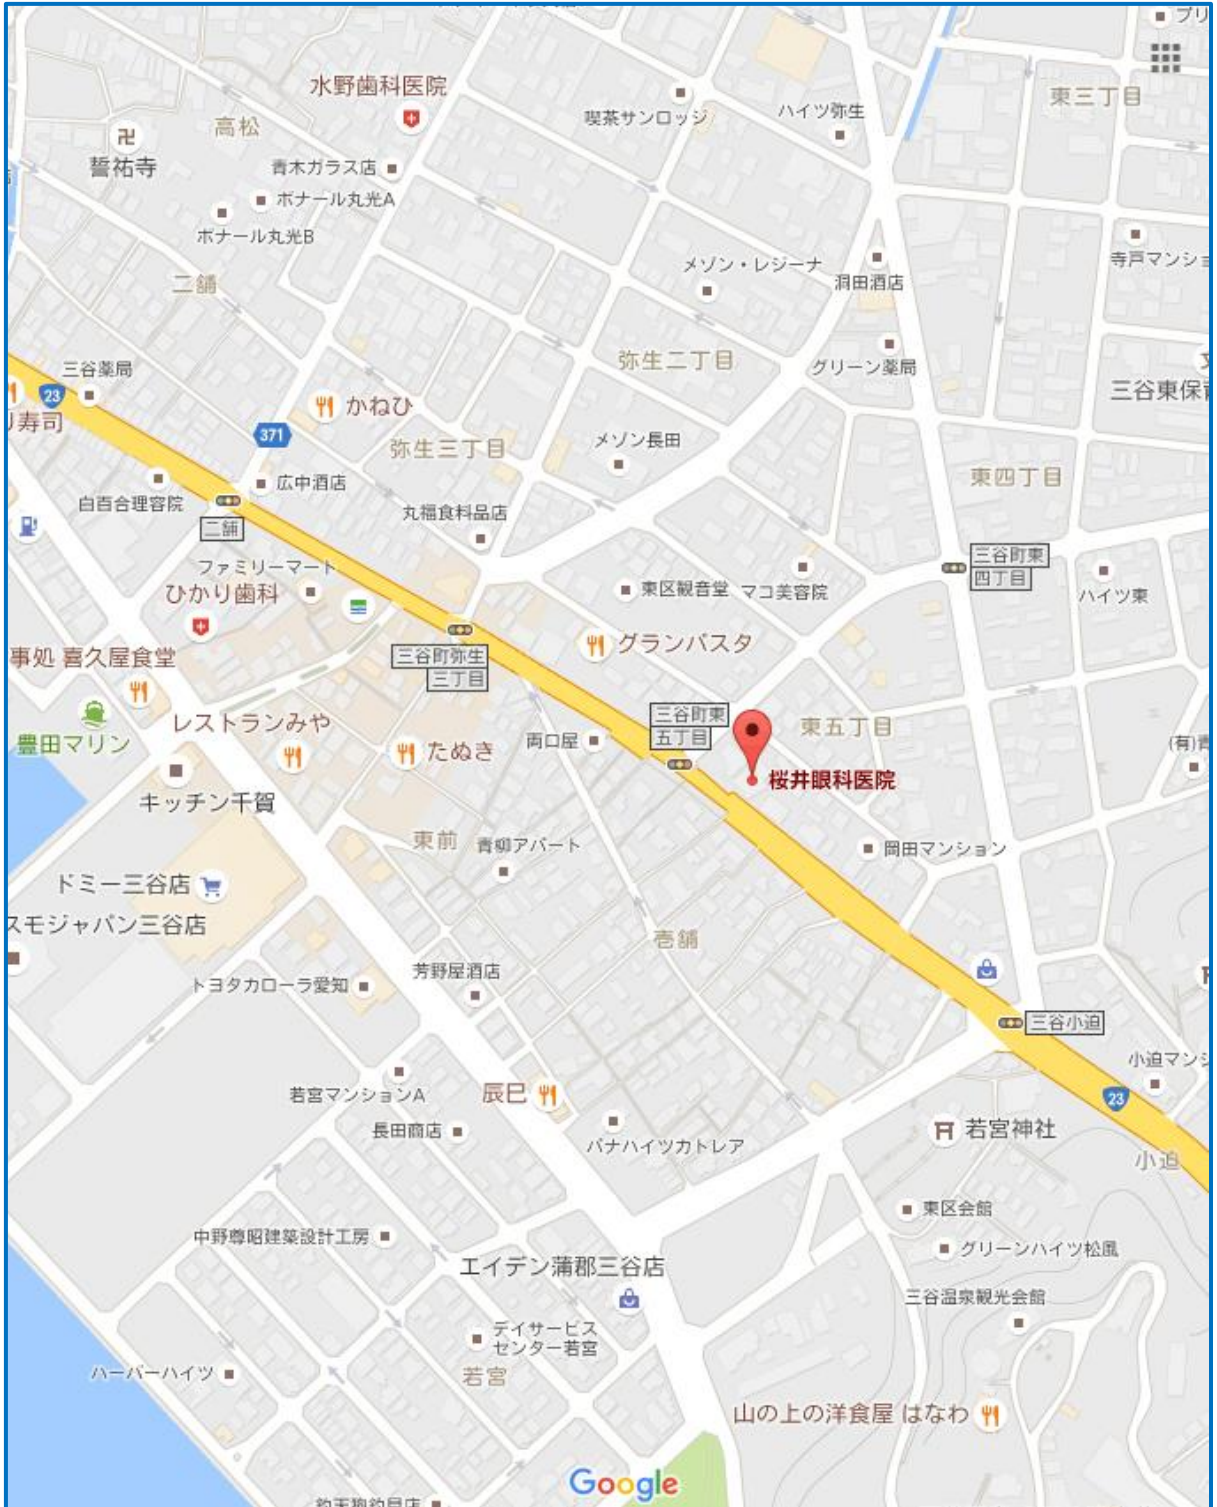 水野歯科医院
高松
誓祐寺
青木ガラス店
ボナール丸光A
ボナール丸光B
二舗
喫茶サンロッジ
ハイツ弥生
東三丁目
メゾン・レジーナ
洞田酒店
寺戸マンショ
弥生二丁目
グリーン薬局
三谷東保
三谷薬局
23
寿司
かねひ
371
弥生三丁目
メゾン長田
広中酒店
白百合理容院
二舗
丸福食料品店
東四丁目
三谷町東
四丁目
ハイツ東
ファミリーマート
ひかり歯科
東区観音堂
マコ美容院
グランパスタ
三谷町弥生
三丁目
事処 喜久屋食堂
豊田マリン
レストランみや
たぬき
両口屋
三谷町東
五丁目
東五丁目
(有)
桜井眼科医院
キッチン千賀
東前
青柳アパート
岡田マンション
ドミー三谷店
スモジャパン三谷店
壱舗
トヨタカローラ愛知
芳野屋酒店
三谷小迫
小迫マンシ
若宮マンションA
辰巳
23
長田商店
バナハイツカトレア
若宮神社
小迫
東区会館
中野尊昭建築設計工房
グリーンハイツ松風
エイデン蒲郡三谷店
三谷温泉観光会館
デイサービス
センター若宮
ハーバーハイツ
若宮
山の上の洋食屋 はなわ
Google